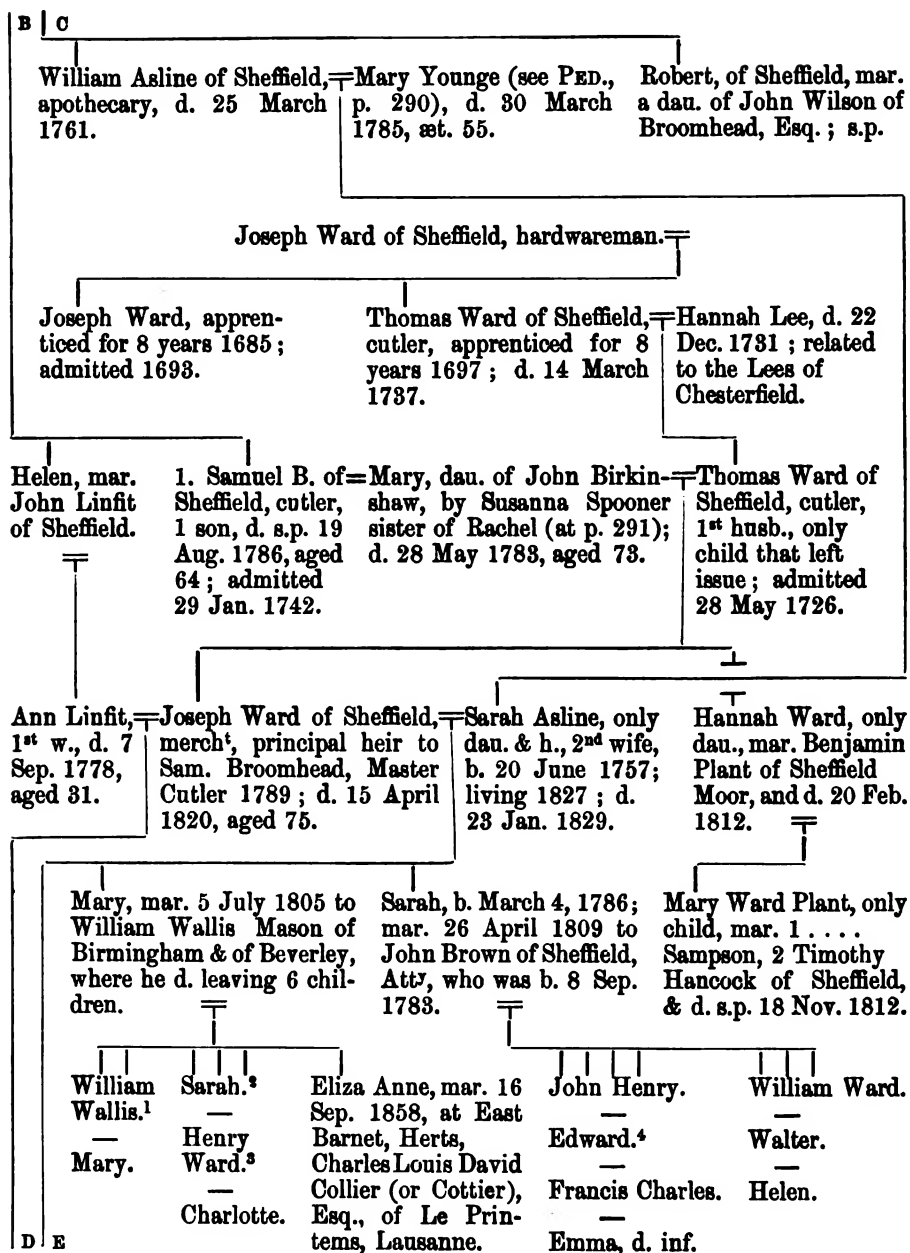 B C
William Asline of Sheffield,
apothecary, d. 25 March
1761.
Mary Younge (see PED.,
p. 290), d. 30 March
1785, æt. 55.
Robert, of Sheffield, mar.
a dau. of John Wilson of
Broomhead, Esq.; s.p.
Joseph Ward of Sheffield, hardwareman.
Joseph Ward, appren-
ticed for 8 years 1685;
admitted 1693.
Thomas Ward of Sheffield,
cutler, apprenticed for 8
years 1697; d. 14 March
1737.
Hannah Lee, d. 22
Dec. 1731; related
to the Lees of
Chesterfield.
Helen, mar.
John Linfit
of Sheffield.
1. Samuel B. of
Sheffield, cutler,
1 son, d. s.p. 19
Aug. 1786, aged
64; admitted
29 Jan. 1742.
Mary, dau. of John Birkin-
shaw, by Susanna Spooner
sister of Rachel (at p. 291);
d. 28 May 1783, aged 73.
Thomas Ward of
Sheffield, cutler,
1st husb., only
child that left
issue; admitted
28 May 1726.
Ann Linfit,
1st w., d. 7
Sep. 1778,
aged 31.
Joseph Ward of Sheffield,
mercht, principal heir to
Sam. Broomhead, Master
Cutler 1789; d. 15 April
1820, aged 75.
Sarah Asline, only
dau. & h., 2nd wife,
b. 20 June 1757;
living 1827; d.
23 Jan. 1829.
Hannah Ward, only
dau., mar. Benjamin
Plant of Sheffield
Moor, and d. 20 Feb.
1812.
Mary, mar. 5 July 1805 to
William Wallis Mason of
Birmingham & of Beverley,
where he d. leaving 6 chil-
dren.
Sarah, b. March 4, 1786;
mar. 26 April 1809 to
John Brown of Sheffield,
Atty, who was b. 8 Sep.
1783.
Mary Ward Plant, only
child, mar. 1 . . . .
Sampson, 2 Timothy
Hancock of Sheffield,
& d. s.p. 18 Nov. 1812.
William
Wallis.1
—
Mary.
Sarah.2
—
Henry
Ward.3
—
Charlotte.
Eliza Anne, mar. 16
Sep. 1858, at East
Barnet, Herts,
Charles Louis David
Collier (or Cottier),
Esq., of Le Prin-
tems, Lausanne.
John Henry.
—
Edward.4
—
Francis Charles.
—
Emma, d. inf.
William Ward.
—
Walter.
—
Helen.
D E